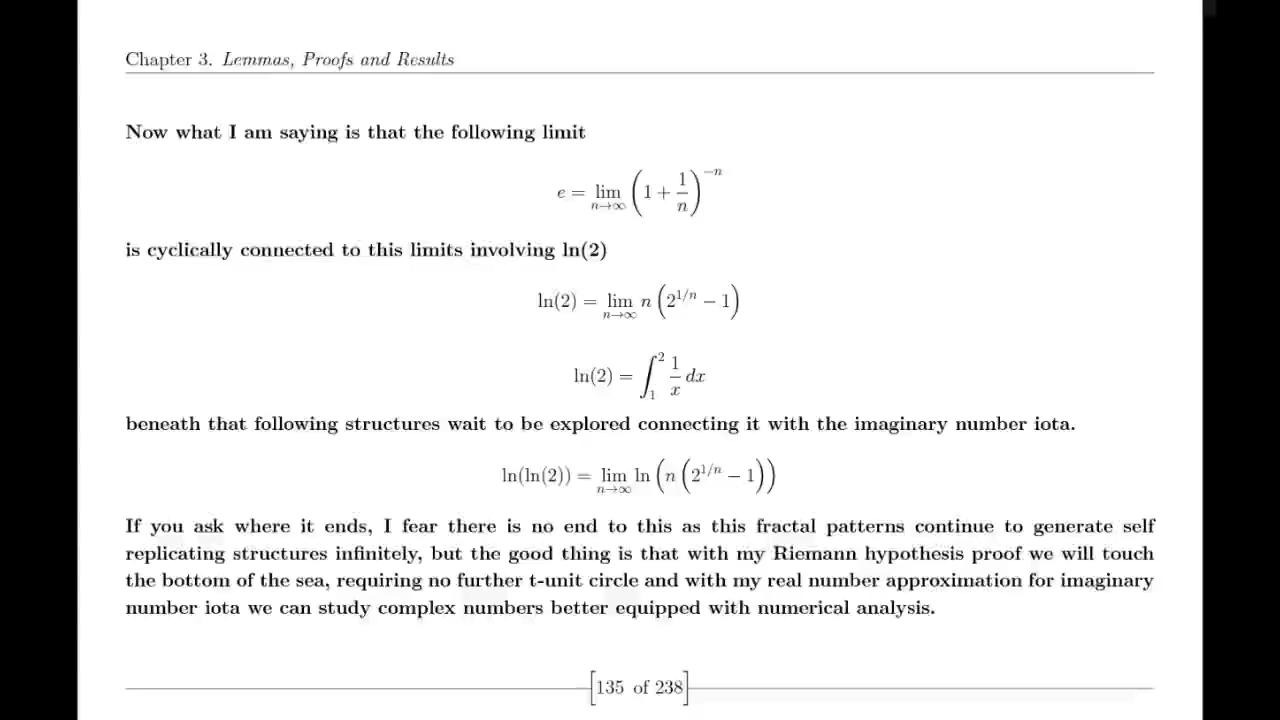 Chapter 3. Lemmas, Proofs and Results
Now what I am saying is that the following limit
e = lim_{n→∞} (1 + 1/n)^{−n}
is cyclically connected to this limits involving ln(2)
ln(2) = lim_{n→∞} n (2^{1/n} − 1)
ln(2) = ∫_1^2 1/x dx
beneath that following structures wait to be explored connecting it with the imaginary number iota.
ln(ln(2)) = lim_{n→∞} ln (n (2^{1/n} − 1))
If you ask where it ends, I fear there is no end to this as this fractal patterns continue to generate self
replicating structures infinitely, but the good thing is that with my Riemann hypothesis proof we will touch
the bottom of the sea, requiring no further t-unit circle and with my real number approximation for imaginary
number iota we can study complex numbers better equipped with numerical analysis.
[135 of 238]